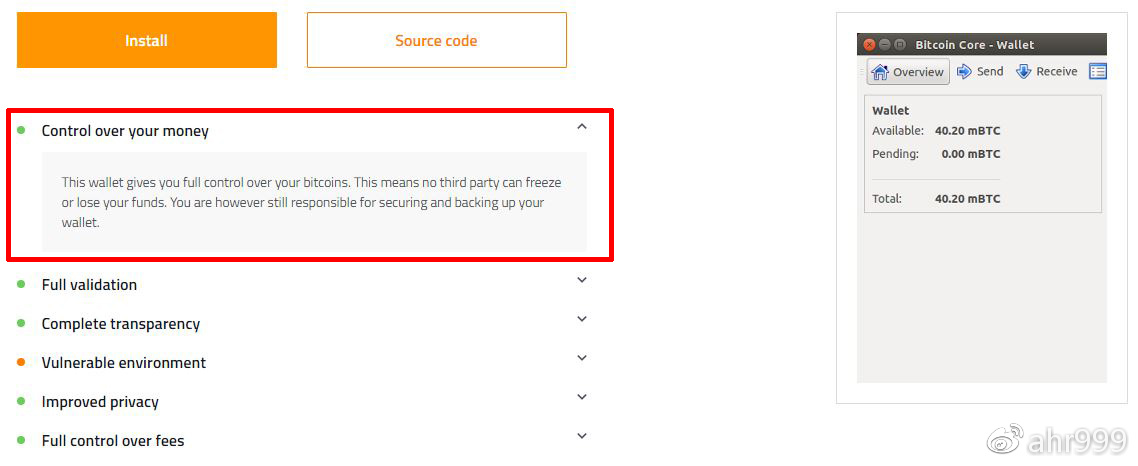 Install
Source code
Control over your money
This wallet gives you full control over your bitcoins. This means no third party can freeze
or lose your funds. You are however still responsible for securing and backing up your
wallet.
Full validation
Complete transparency
Vulnerable environment
Improved privacy
Full control over fees
Bitcoin Core - Wallet
Overview Send Receive
Wallet
Available: 40.20 mBTC
Pending: 0.00 mBTC
Total: 40.20 mBTC
ahr999